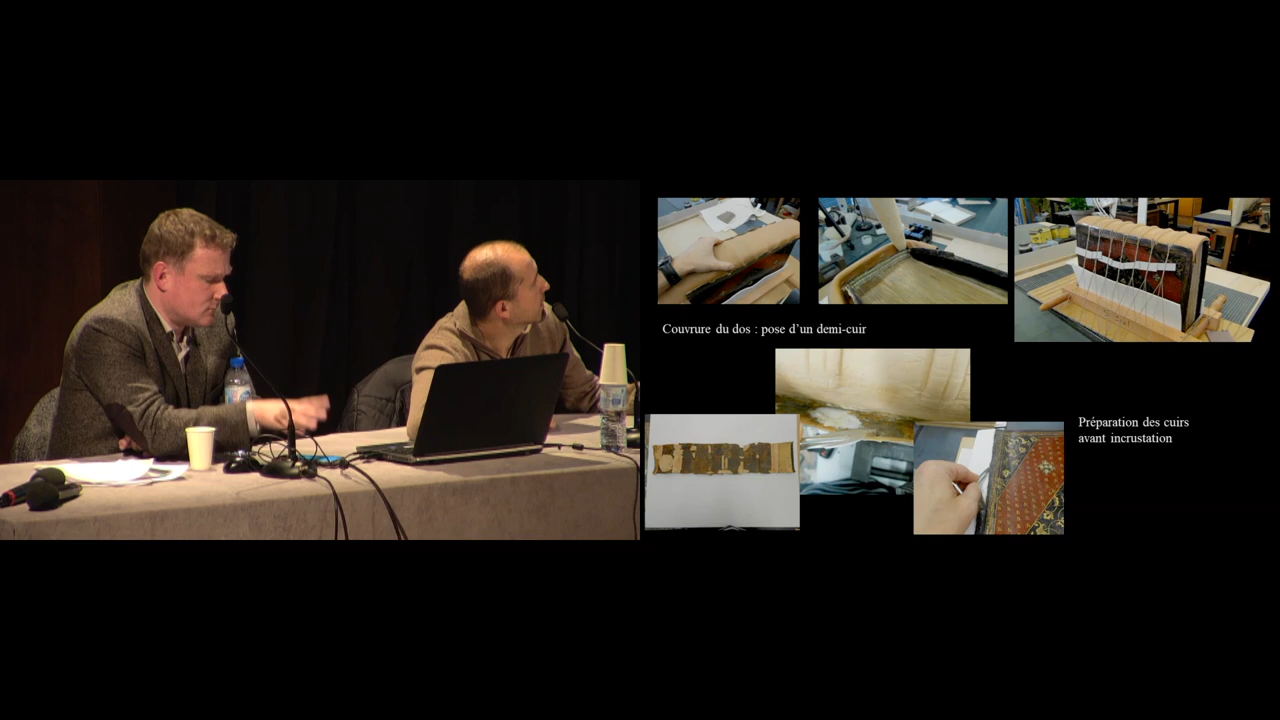 Couvrure du dos : pose d’un demi-cuir
Préparation des cuirs
avant incrustation